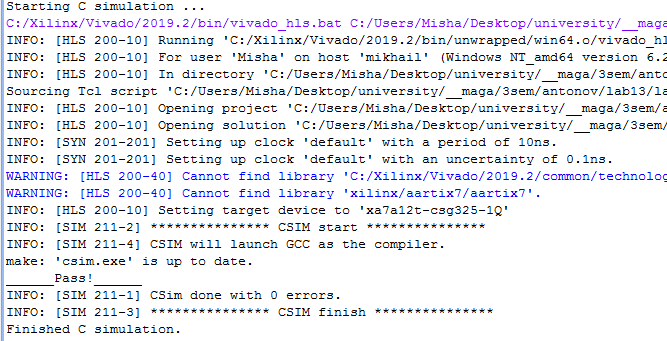 Starting C simulation ...
C:/Xilinx/Vivado/2019.2/bin/vivado_hls.bat C:/Users/Misha/Desktop/university/__maga
INFO: [HLS 200-10] Running 'C:/Xilinx/Vivado/2019.2/bin/unwrapped/win64.o/vivado_hl
INFO: [HLS 200-10] For user 'Misha' on host 'mikhail' (Windows NT_amd64 version 6.2
INFO: [HLS 200-10] In directory 'C:/Users/Misha/Desktop/university/__maga/3sem/anto
Sourcing Tcl script 'C:/Users/Misha/Desktop/university/__maga/3sem/antonov/lab13/la
INFO: [HLS 200-10] Opening project 'C:/Users/Misha/Desktop/university/__maga/3sem/a
INFO: [HLS 200-10] Opening solution 'C:/Users/Misha/Desktop/university/__maga/3sem/
INFO: [SYN 201-201] Setting up clock 'default' with a period of 10ns.
INFO: [SYN 201-201] Setting up clock 'default' with an uncertainty of 0.1ns.
WARNING: [HLS 200-40] Cannot find library 'C:/Xilinx/Vivado/2019.2/common/technolog
WARNING: [HLS 200-40] Cannot find library 'xilinx/aartix7/aartix7'.
INFO: [HLS 200-10] Setting target device to 'xa7a12t-csg325-1Q'
INFO: [SIM 211-2] *************** CSIM start ***************
INFO: [SIM 211-4] CSIM will launch GCC as the compiler.
make: 'csim.exe' is up to date.
______Pass!______
INFO: [SIM 211-1] CSim done with 0 errors.
INFO: [SIM 211-3] *************** CSIM finish ***************
Finished C simulation.